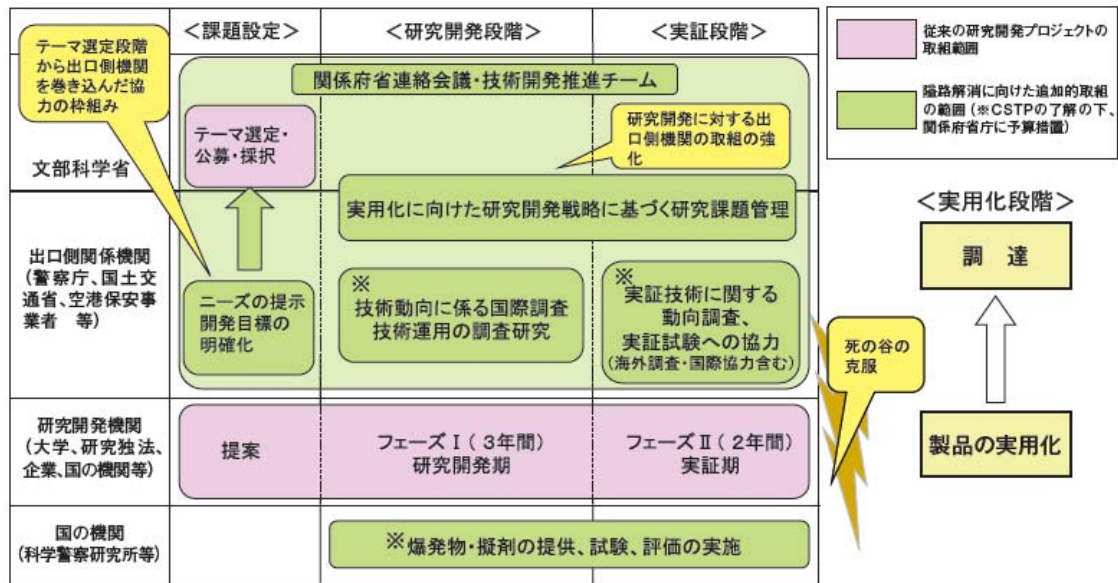 ＜課題設定＞
＜研究開発段階＞
＜実証段階＞
テーマ選定段階
から出口側機関
を巻き込んだ協
力の枠組み
関係府省連絡会議・技術開発推進チーム
文部科学省
テーマ選定・
公募・採択
研究開発に対する出
口側機関の取組の強
化
実用化に向けた研究開発戦略に基づく研究課題管理
出口側関係機関
（警察庁、国土交
通省、空港保安事
業者　等）
ニーズの提示
開発目標の
明確化
※
技術動向に係る国際調査
技術運用の調査研究
※
実証技術に関する
動向調査、
実証試験への協力
（海外調査・国際協力含む）
研究開発機関
（大学、研究独法、
企業、国の機関等）
提案
フェーズⅠ（３年間）
研究開発期
フェーズⅡ（２年間）
実証期
国の機関
（科学警察研究所等）
※爆発物・擬剤の提供、試験、評価の実施
従来の研究開発プロジェクトの
取組範囲
隘路解消に向けた追加的取組
の範囲（※CSTPの了解の下、
関係府省庁に予算措置）
＜実用化段階＞
調 達
死の谷の
克服
製品の実用化